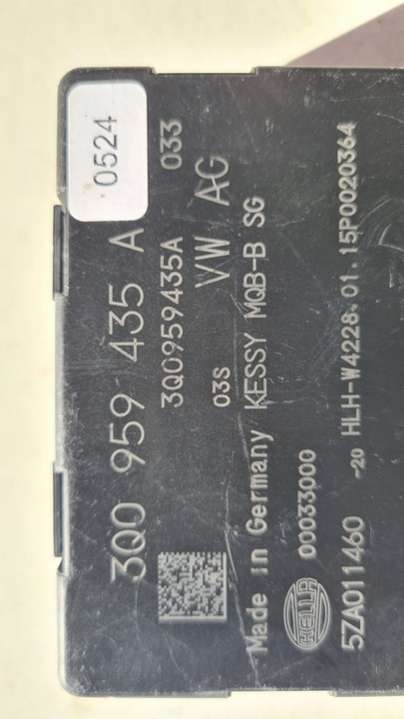 0524
3Q0 959 435 A
3Q0959435A 033
03S VW AG
Made in Germany KESSY MQB-B SG
HELLA 00033000
5ZA011460 -20 HLH-W4228.01.15P0020364